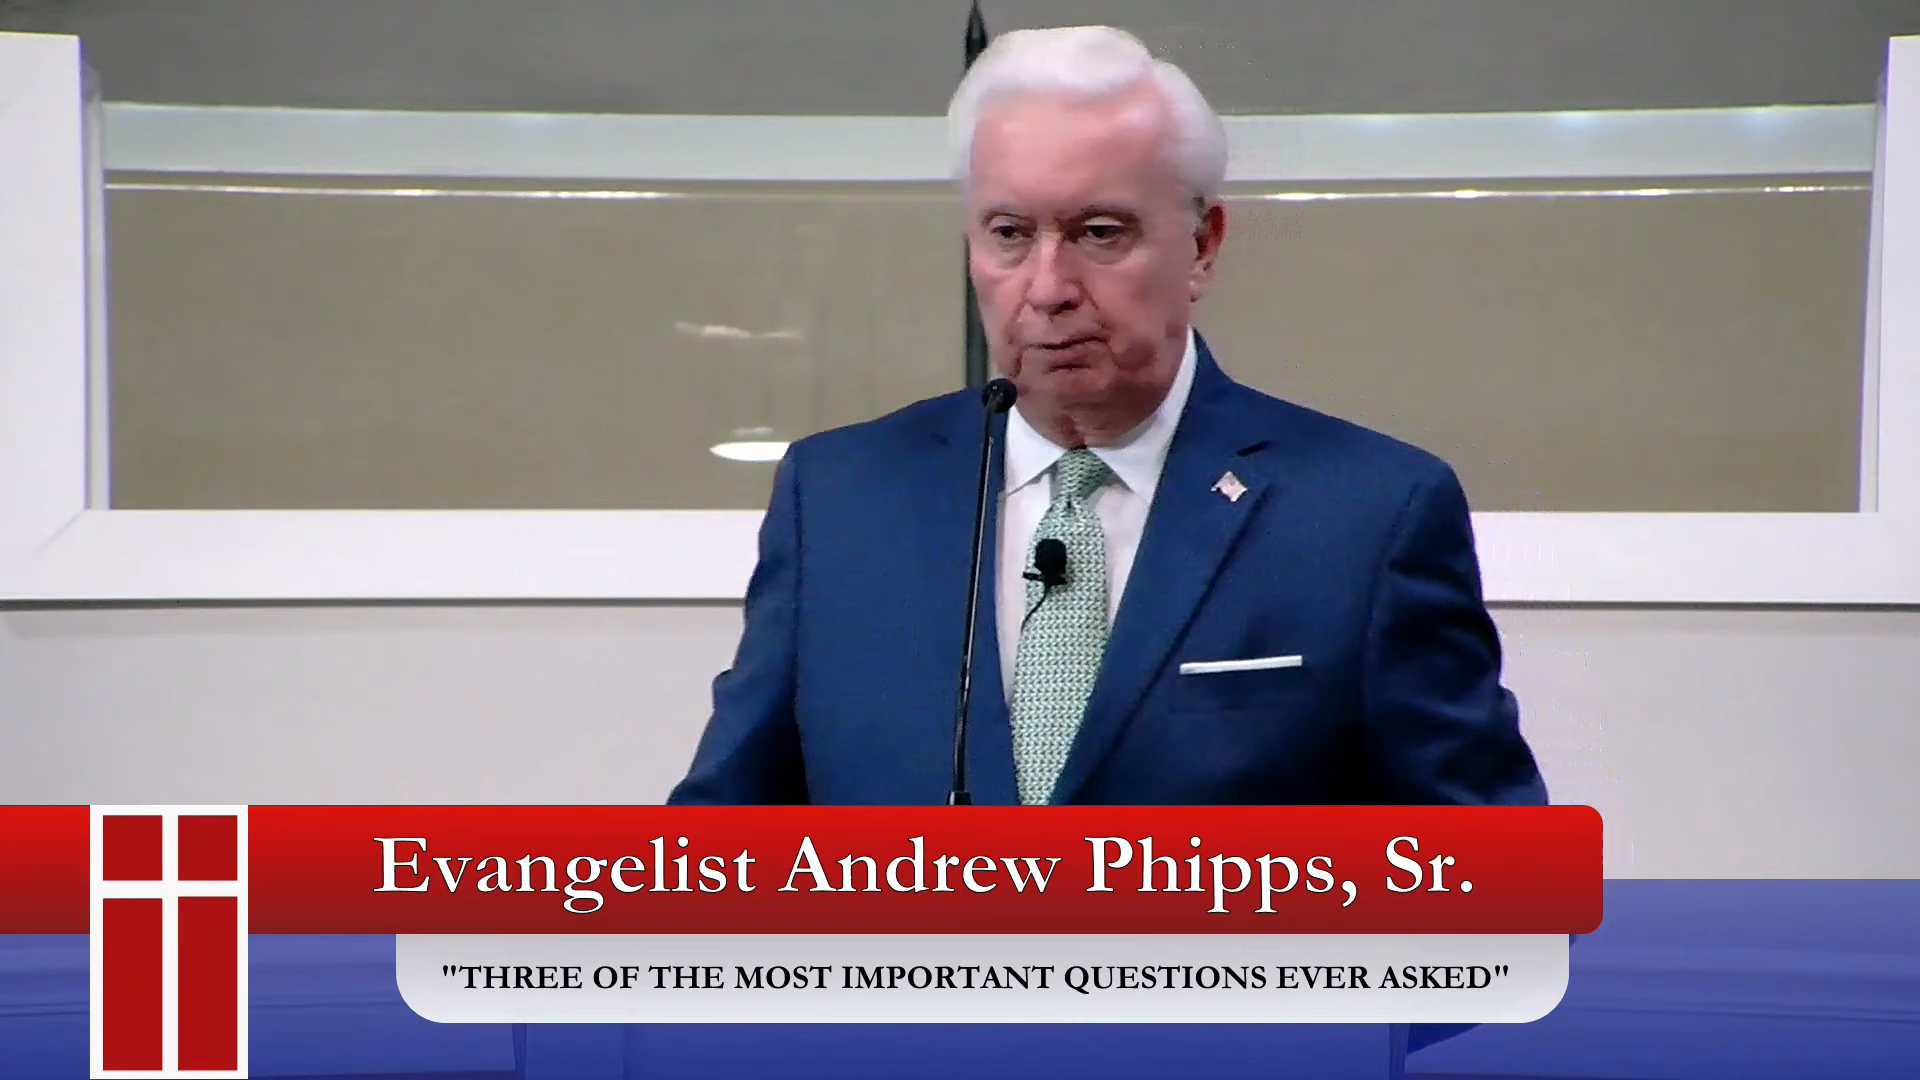 Evangelist Andrew Phipps, Sr.
"THREE OF THE MOST IMPORTANT QUESTIONS EVER ASKED"